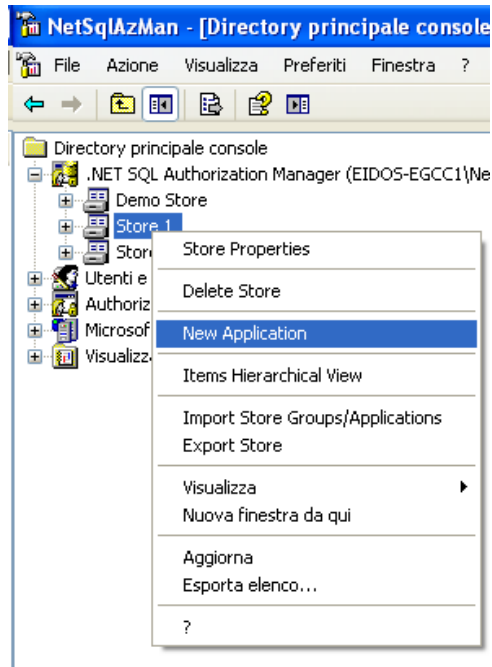 NetSqlAzMan - [Directory principale console
File Azione Visualizza Preferiti Finestra ?
Directory principale console
.NET SQL Authorization Manager (EIDOS-EGCC1\Ne
Demo Store
Store 1
Stor
Utenti e
Authoriz
Microsof
Visualizz
Store Properties
Delete Store
New Application
Items Hierarchical View
Import Store Groups/Applications
Export Store
Visualizza
Nuova finestra da qui
Aggiorna
Esporta elenco...
?